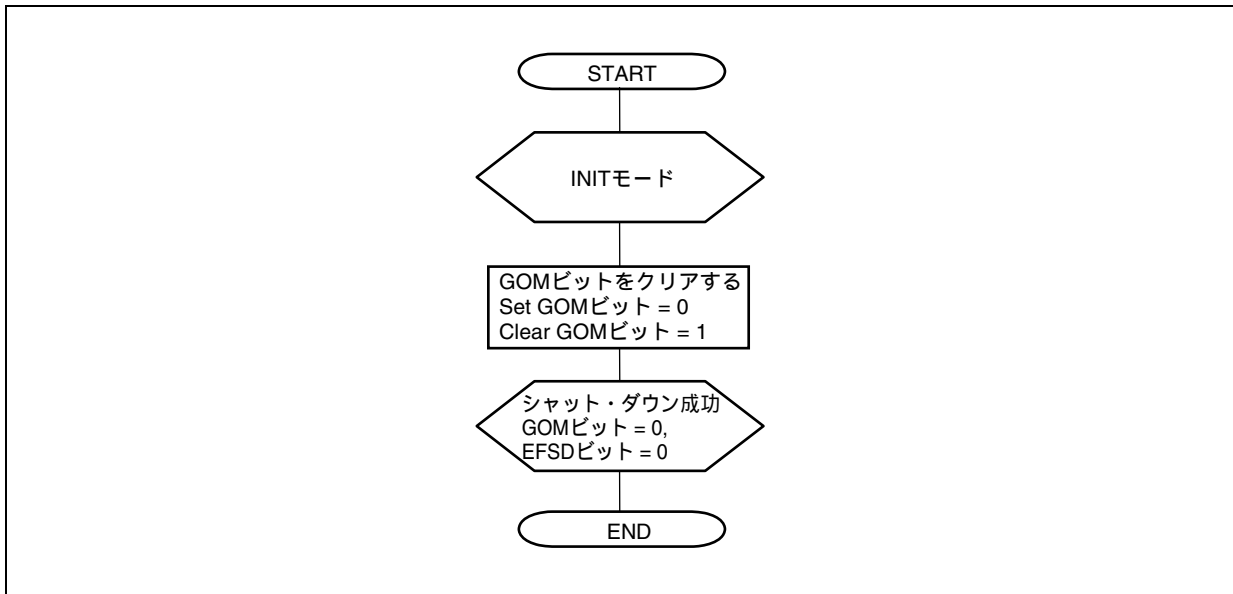 START
INITモード
GOMビットをクリアする
Set GOMビット = 0
Clear GOMビット = 1
シャット・ダウン成功
GOMビット = 0,
EFSDビット = 0
END